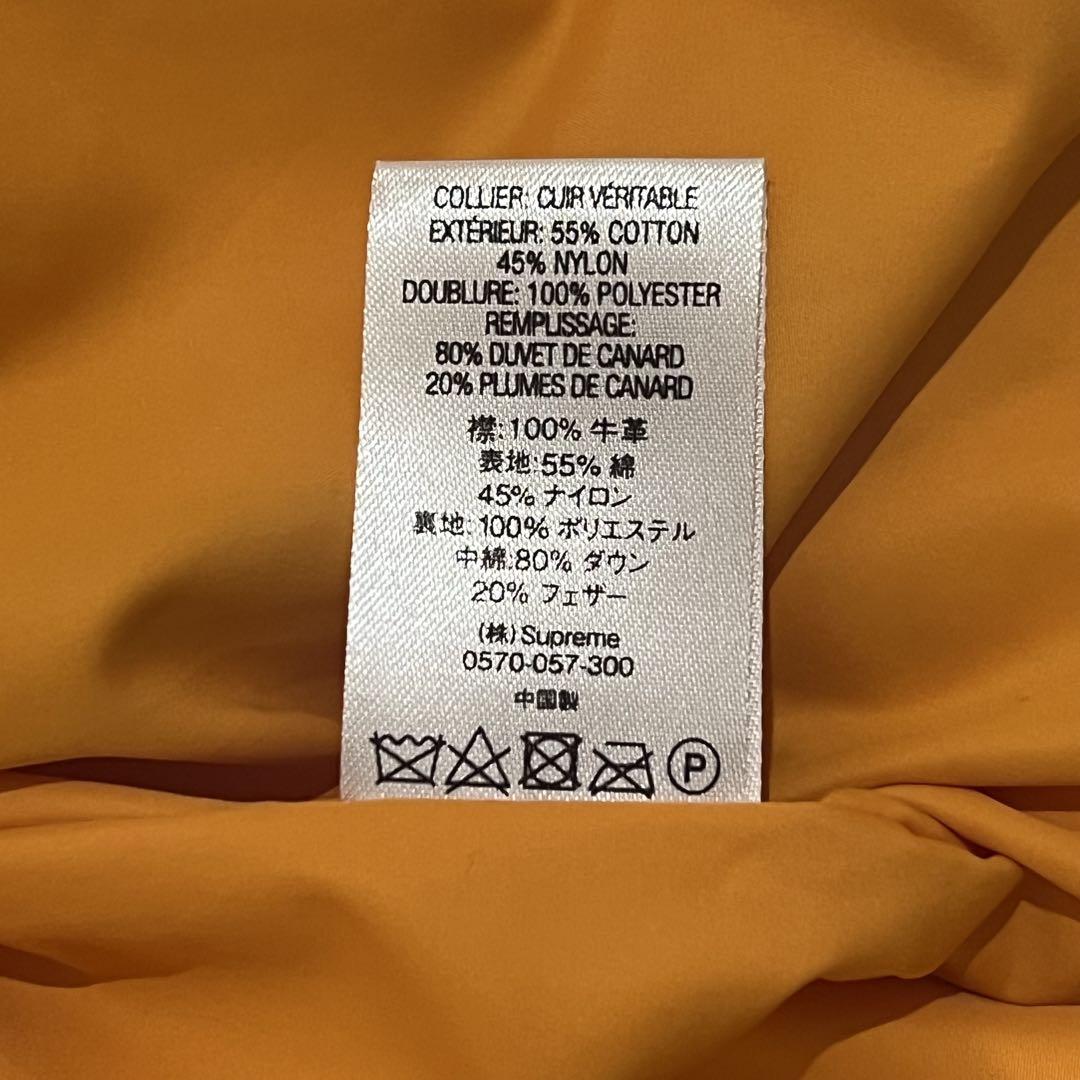 COLLIER: CUIR VÉRITABLE
EXTÉRIEUR: 55% COTTON
45% NYLON
DOUBLURE: 100% POLYESTER
REMPLISSAGE:
80% DUVET DE CANARD
20% PLUMES DE CANARD
襟:100% 牛革
表地:55% 綿
45% ナイロン
裏地:100% ポリエステル
中綿:80% ダウン
20% フェザー
(株)Supreme
0570-057-300
中国製
P